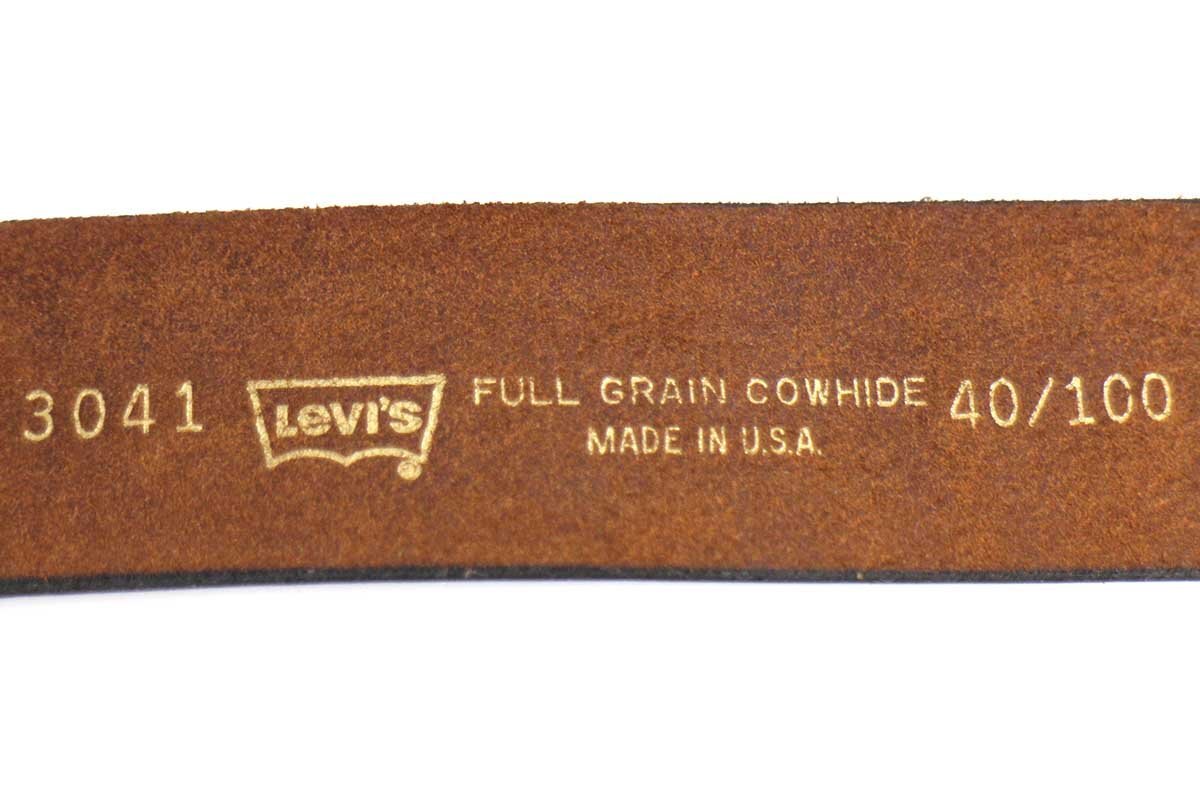 3041 Levi's ® FULL GRAIN COWHIDE 40/100
MADE IN U.S.A.